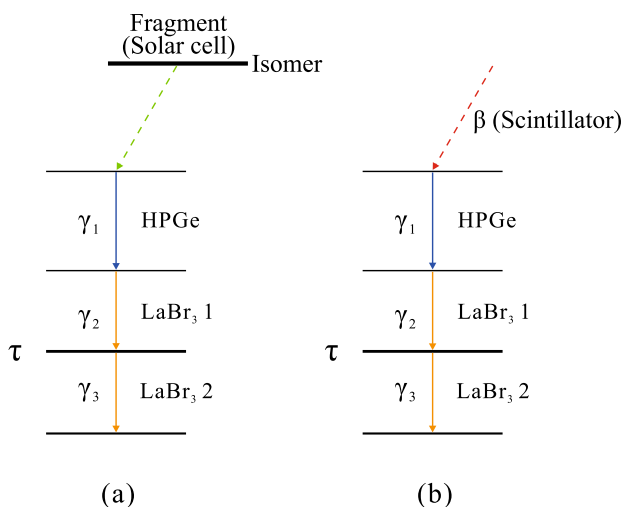 Fragment
(Solar cell)
Isomer
γ₁ HPGe
γ₂ LaBr₃ 1
τ
γ₃ LaBr₃ 2
(a)
β (Scintillator)
γ₁ HPGe
γ₂ LaBr₃ 1
τ
γ₃ LaBr₃ 2
(b)